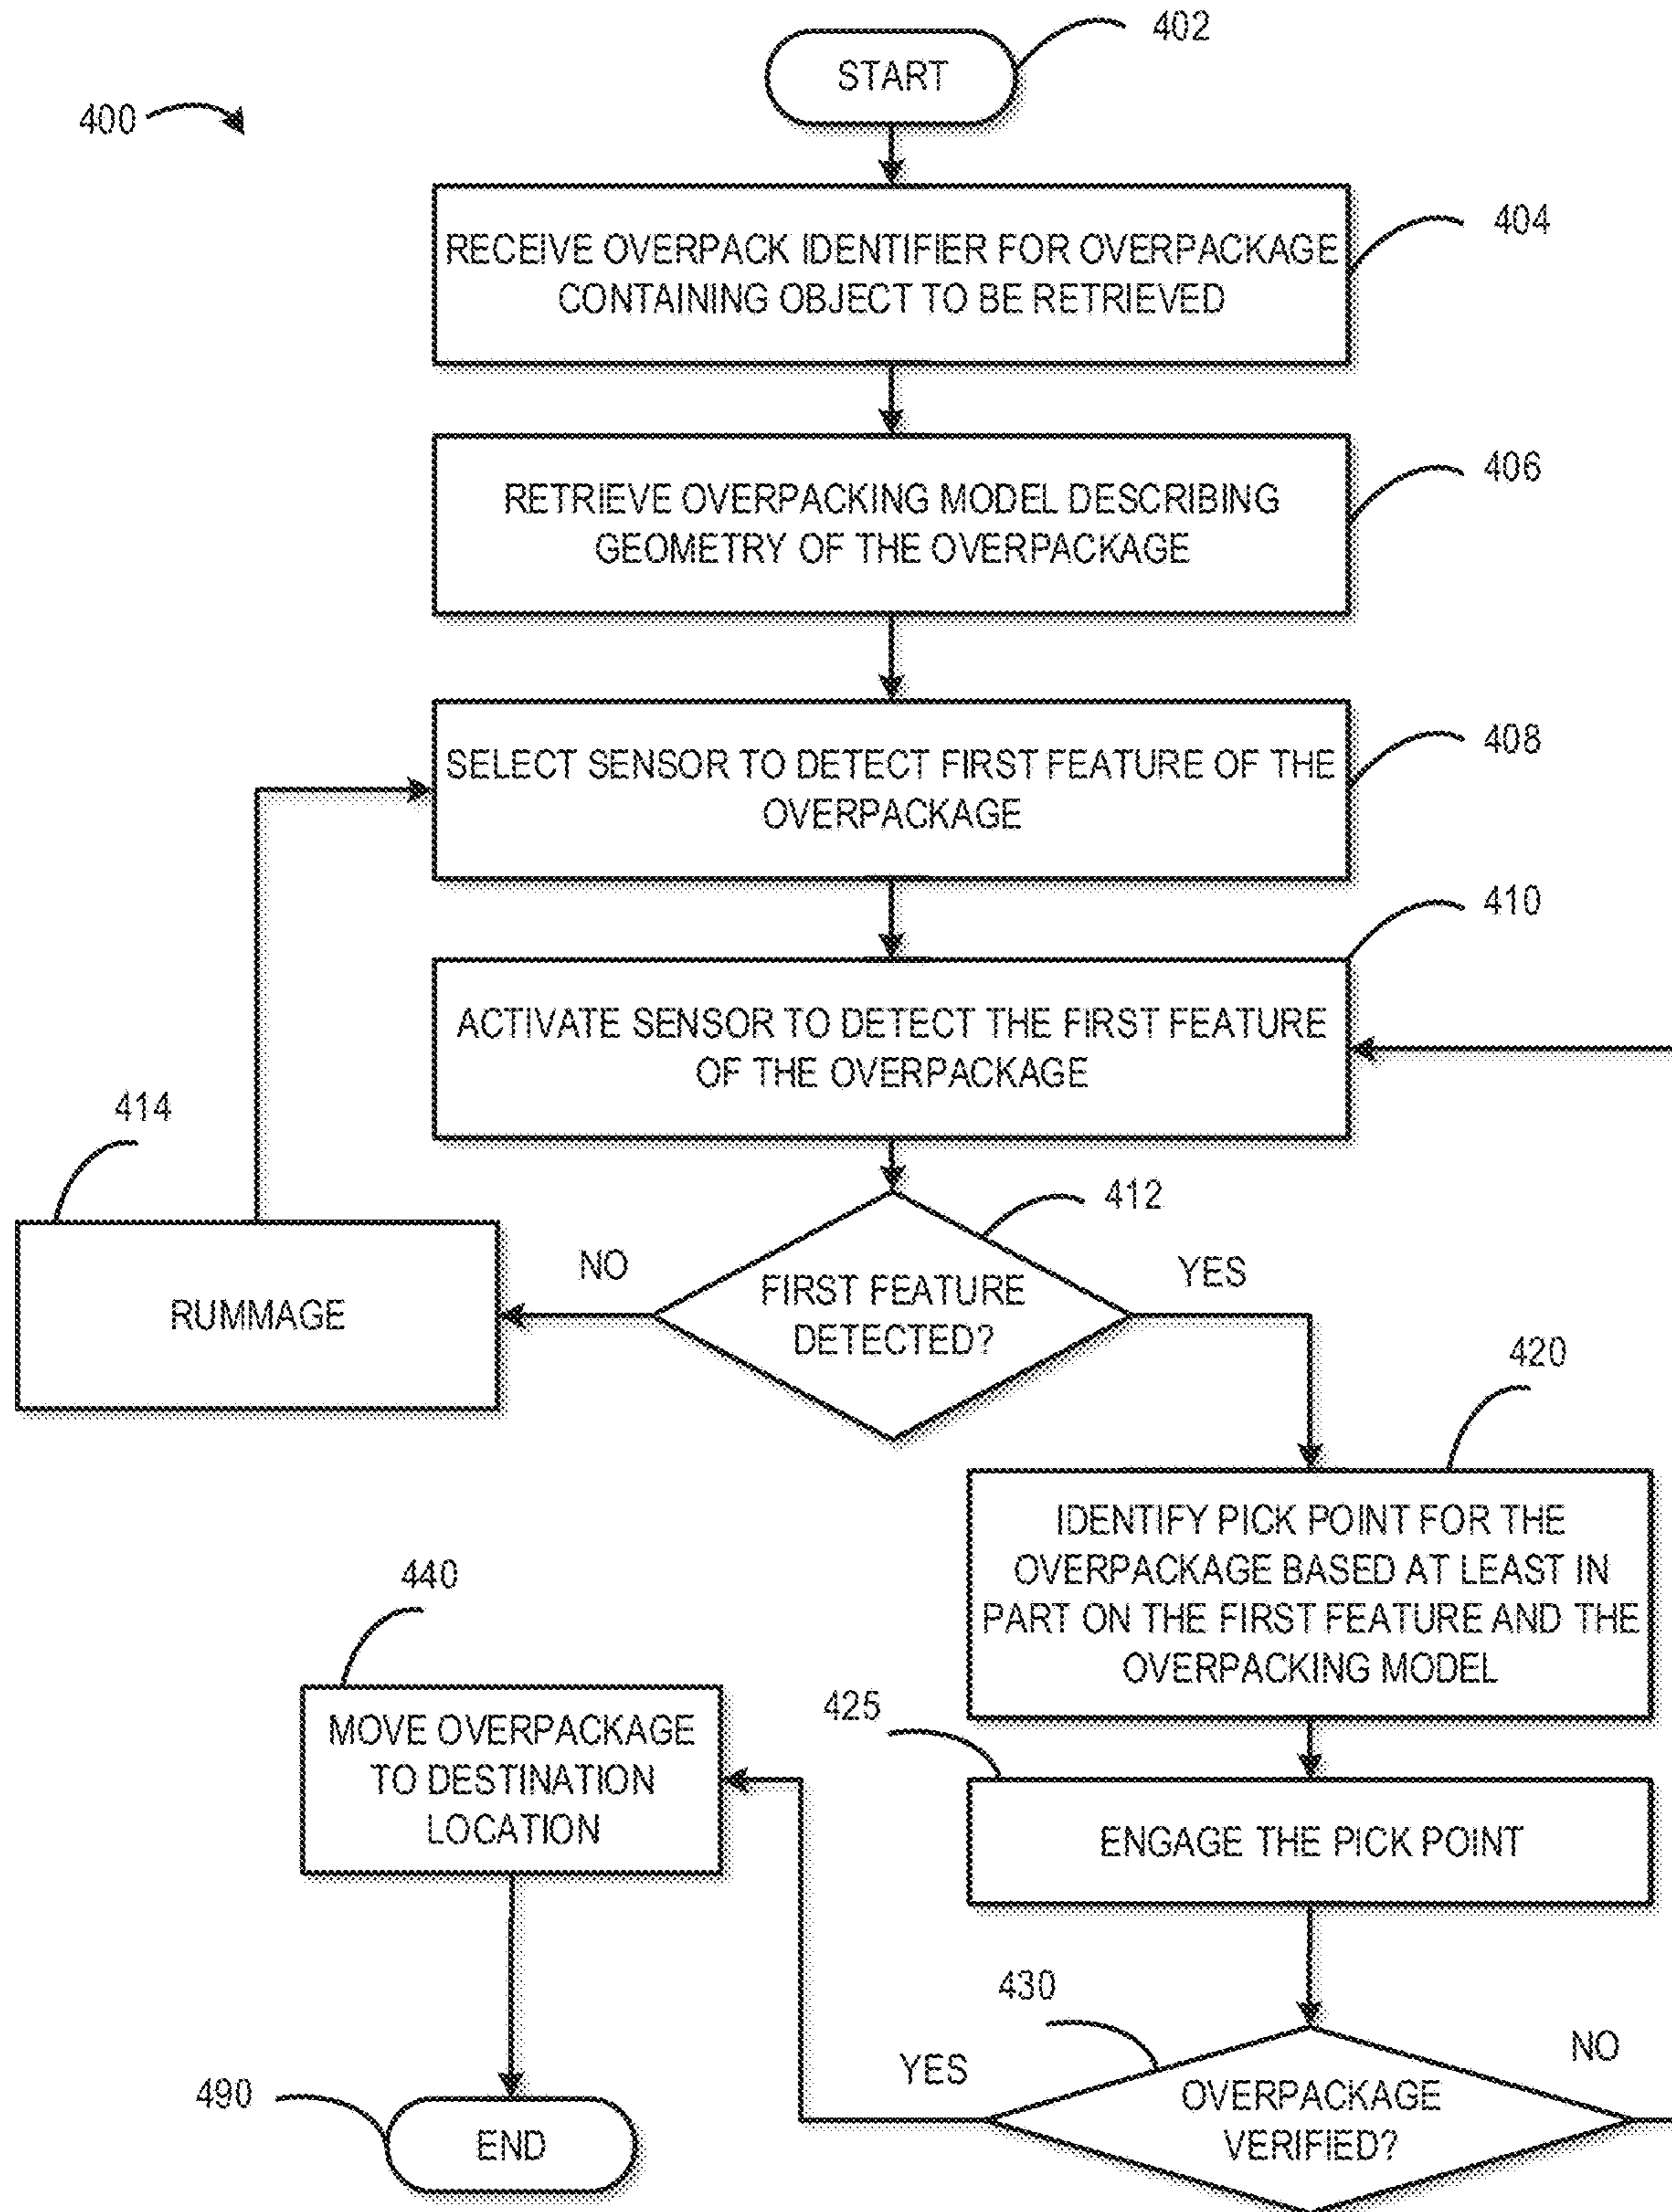 402
START
400
404
RECEIVE OVERPACK IDENTIFIER FOR OVERPACKAGE
CONTAINING OBJECT TO BE RETRIEVED
406
RETRIEVE OVERPACKING MODEL DESCRIBING
GEOMETRY OF THE OVERPACKAGE
408
SELECT SENSOR TO DETECT FIRST FEATURE OF THE
OVERPACKAGE
410
ACTIVATE SENSOR TO DETECT THE FIRST FEATURE
OF THE OVERPACKAGE
414
412
NO
YES
FIRST FEATURE
DETECTED?
RUMMAGE
420
IDENTIFY PICK POINT FOR THE
OVERPACKAGE BASED AT LEAST IN
PART ON THE FIRST FEATURE AND THE
OVERPACKING MODEL
440
425
MOVE OVERPACKAGE
TO DESTINATION
LOCATION
ENGAGE THE PICK POINT
430
YES
NO
OVERPACKAGE
VERIFIED?
490
END